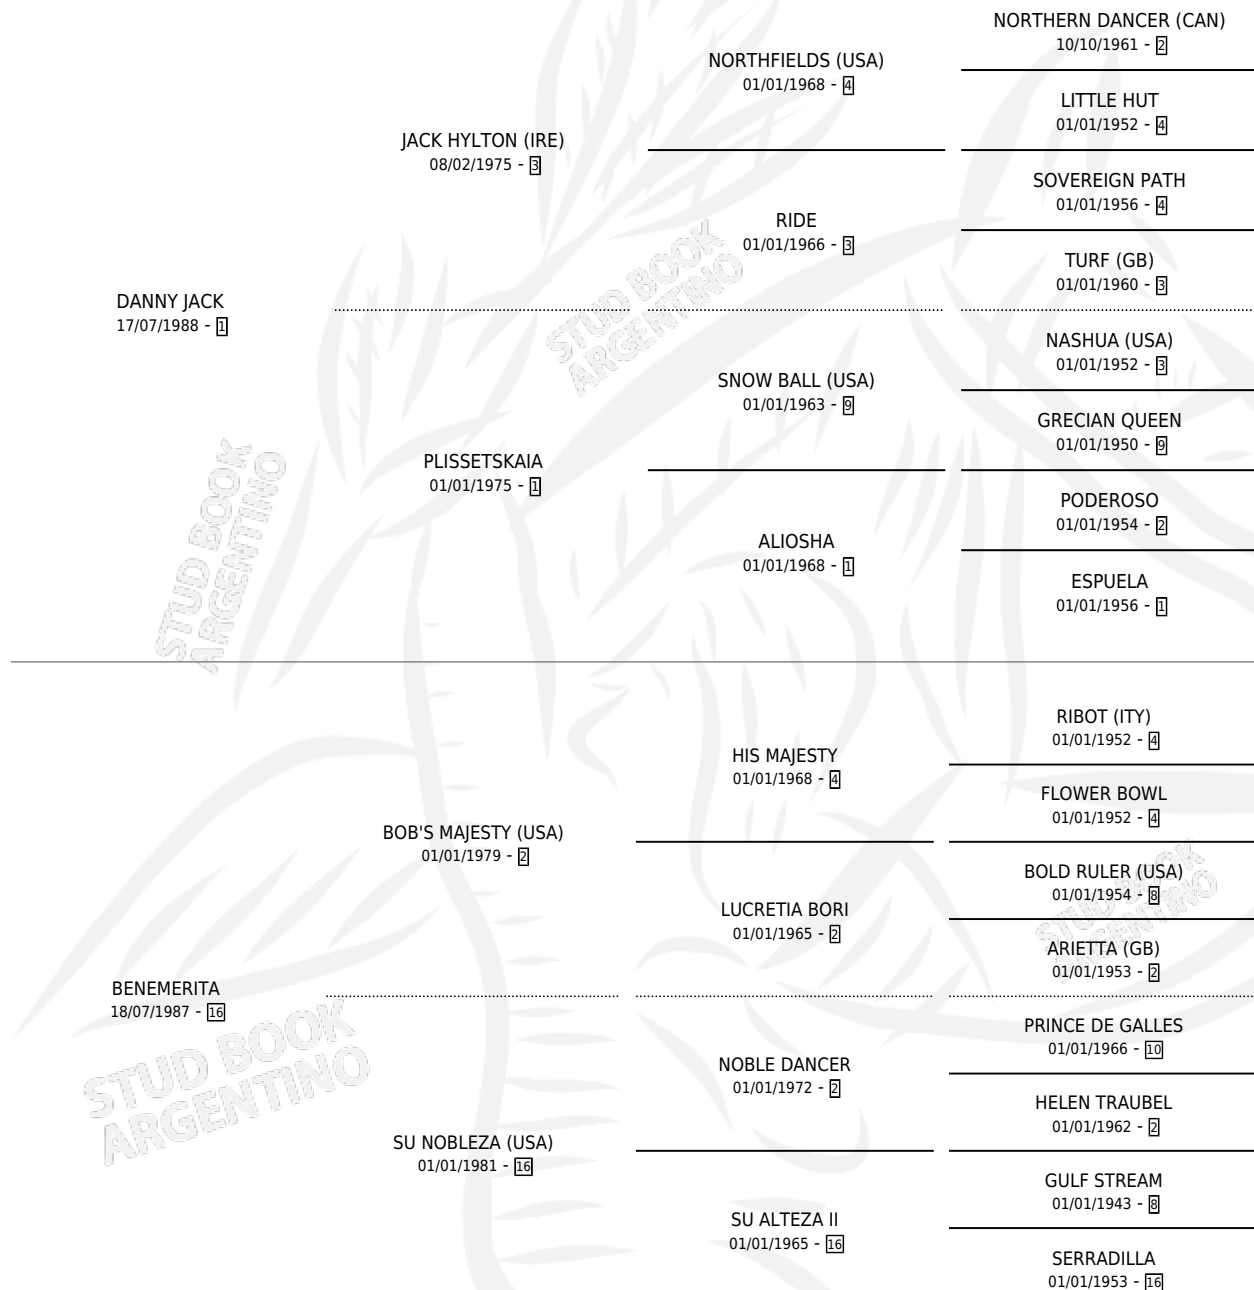 NORTHERN DANCER (CAN)
10/10/1961 - 2
NORTHFIELDS (USA)
01/01/1968 - 4
LITTLE HUT
01/01/1952 - 4
JACK HYLTON (IRE)
08/02/1975 - 3
SOVEREIGN PATH
01/01/1956 - 4
RIDE
01/01/1966 - 3
TURF (GB)
01/01/1960 - 3
DANNY JACK
17/07/1988 - 1
STUD BOOK
ARGENTINO
NASHUA (USA)
01/01/1952 - 3
SNOW BALL (USA)
01/01/1963 - 9
GRECIAN QUEEN
01/01/1950 - 9
PLISSETSKAIA
01/01/1975 - 1
PODEROSO
01/01/1954 - 2
ALIOSHA
01/01/1968 - 1
ESPUELA
01/01/1956 - 1
STUD BOOK
ARGENTINO
RIBOT (ITY)
01/01/1952 - 4
HIS MAJESTY
01/01/1968 - 4
FLOWER BOWL
01/01/1952 - 4
BOB'S MAJESTY (USA)
01/01/1979 - 2
BOLD RULER (USA)
01/01/1954 - 8
LUCRETIA BORI
01/01/1965 - 2
STUD BOOK
ARGENTINO
ARIETTA (GB)
01/01/1953 - 2
BENEMERITA
18/07/1987 - 16
STUD BOOK
ARGENTINO
PRINCE DE GALLES
01/01/1966 - 10
NOBLE DANCER
01/01/1972 - 2
HELEN TRAUBEL
01/01/1962 - 2
SU NOBLEZA (USA)
01/01/1981 - 16
GULF STREAM
01/01/1943 - 8
SU ALTEZA II
01/01/1965 - 16
SERRADILLA
01/01/1953 - 16